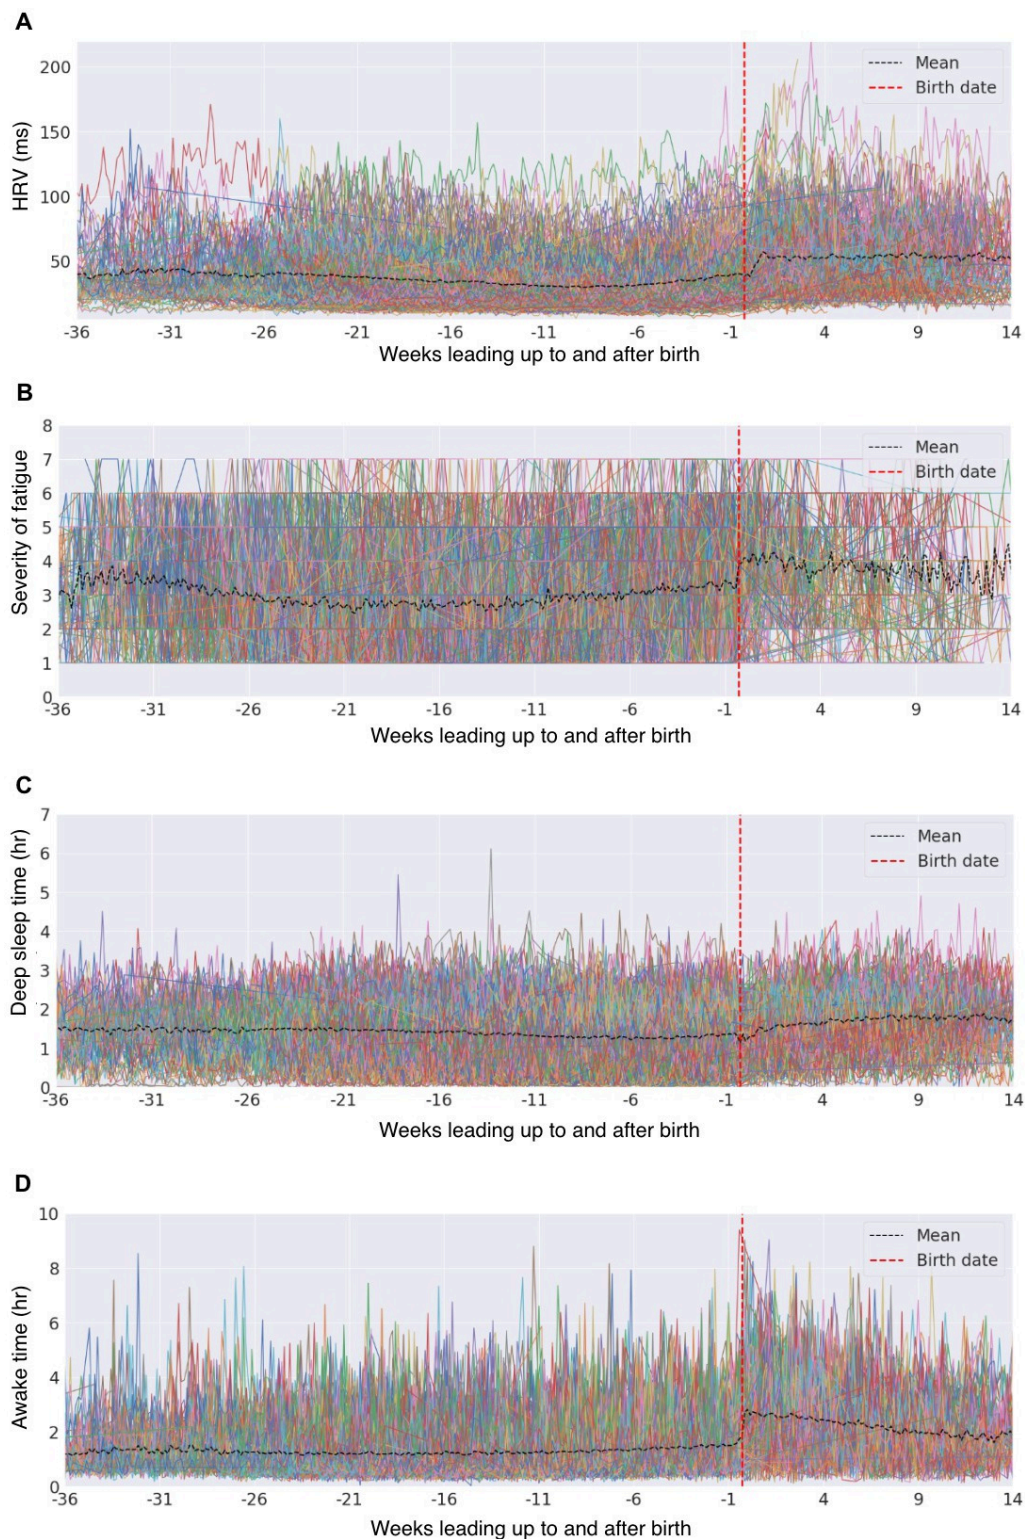 A
HRV (ms)
200
150
100
50
Mean
Birth date
-36 -31 -26 -21 -16 -11 -6 -1 4 9 14
Weeks leading up to and after birth
B
Severity of fatigue
8
7
6
5
4
3
2
1
0
Mean
Birth date
-36 -31 -26 -21 -16 -11 -6 -1 4 9 14
Weeks leading up to and after birth
C
Deep sleep time (hr)
7
6
5
4
3
2
1
0
Mean
Birth date
-36 -31 -26 -21 -16 -11 -6 -1 4 9 14
Weeks leading up to and after birth
D
Awake time (hr)
10
8
6
4
2
0
Mean
Birth date
-36 -31 -26 -21 -16 -11 -6 -1 4 9 14
Weeks leading up to and after birth